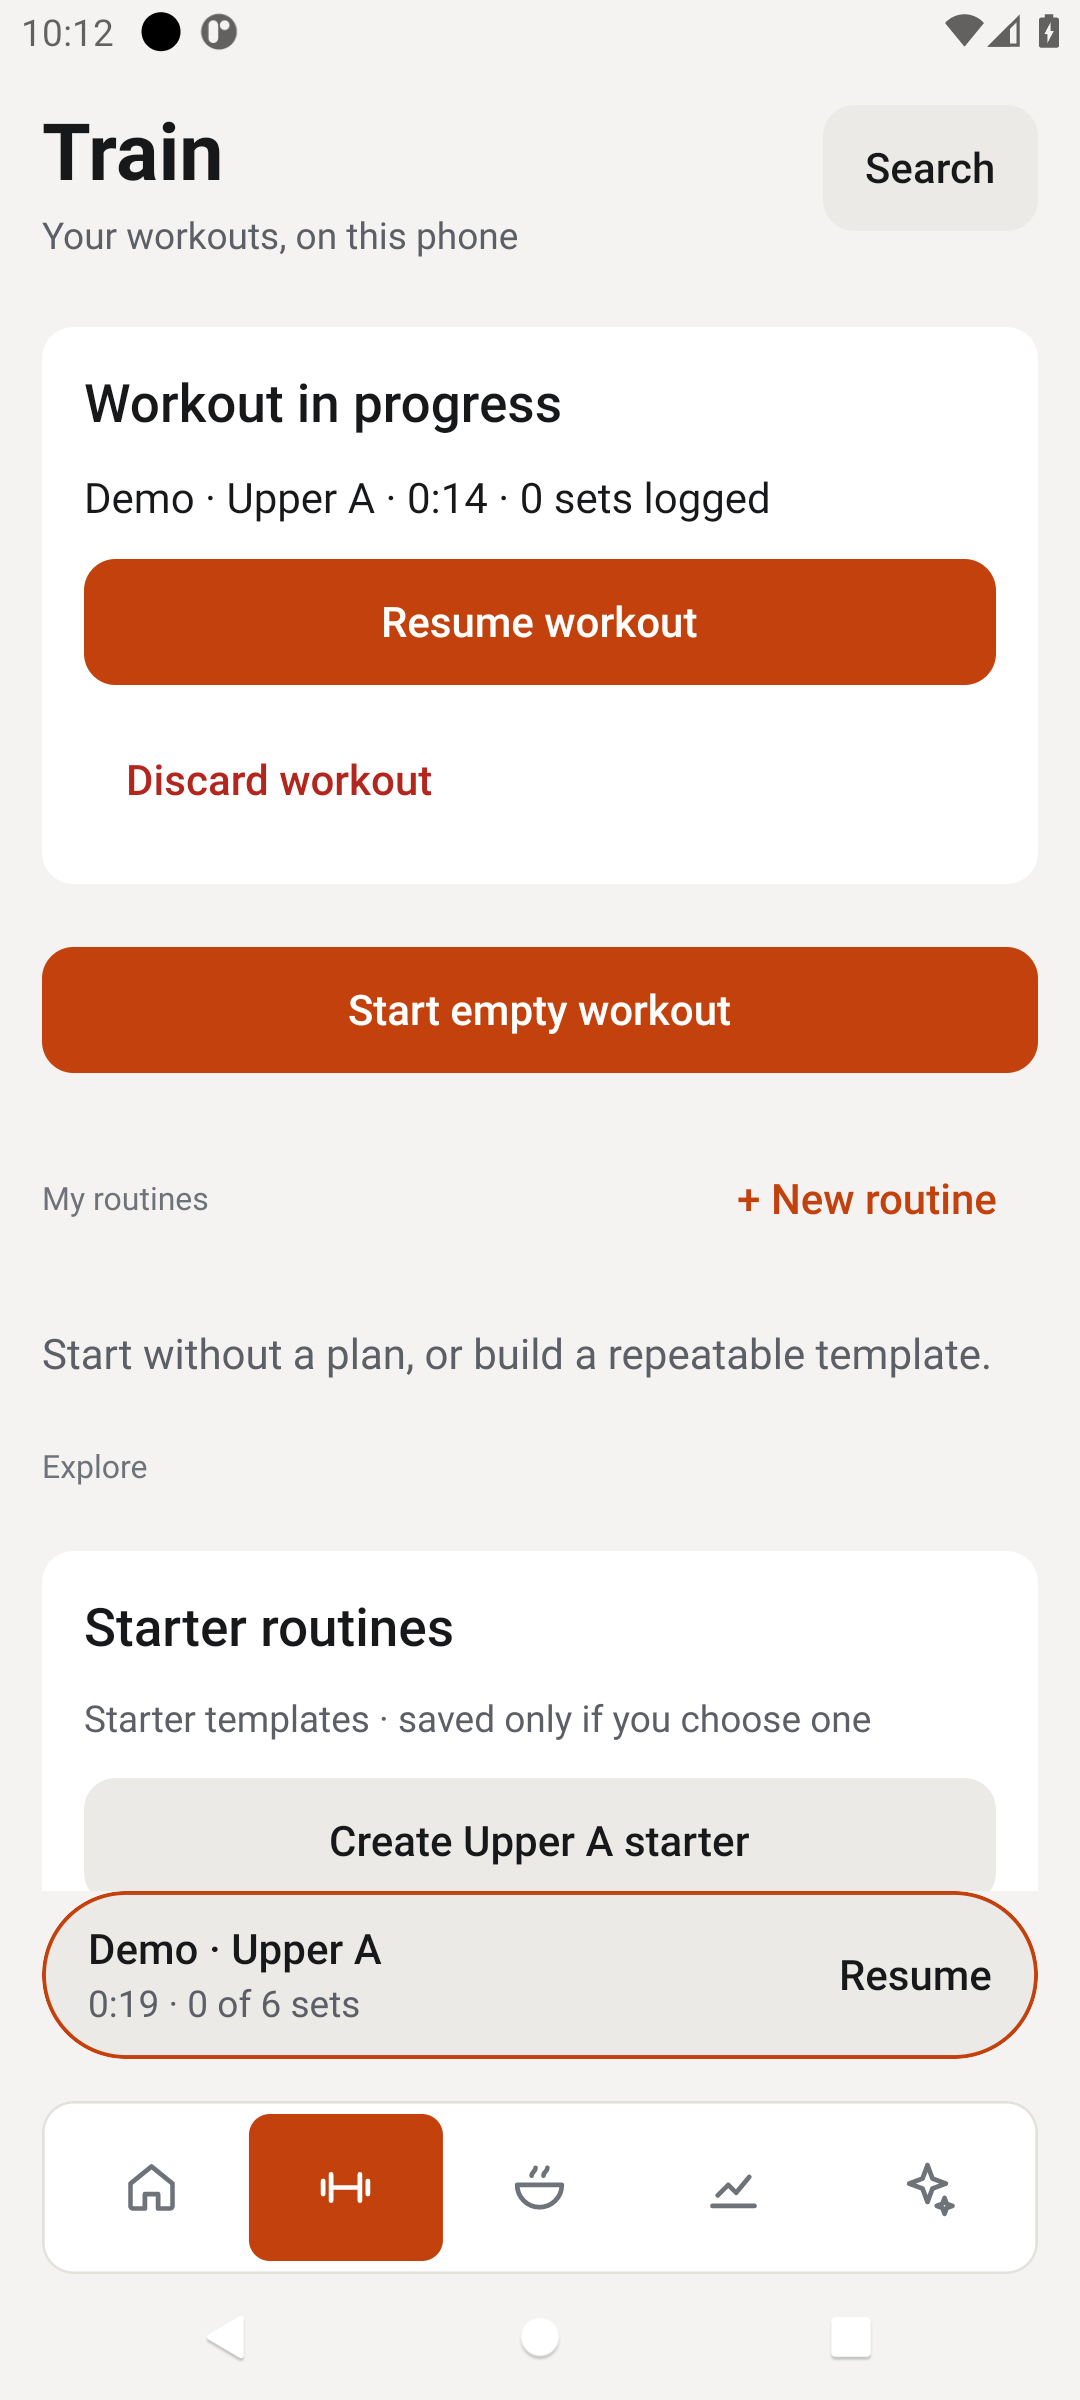 10:12
Train
Search
Your workouts, on this phone
Workout in progress
Demo · Upper A · 0:14 · 0 sets logged
Resume workout
Discard workout
Start empty workout
My routines
+ New routine
Start without a plan, or build a repeatable template.
Explore
Starter routines
Starter templates · saved only if you choose one
Create Upper A starter
Demo · Upper A
0:19 · 0 of 6 sets
Resume